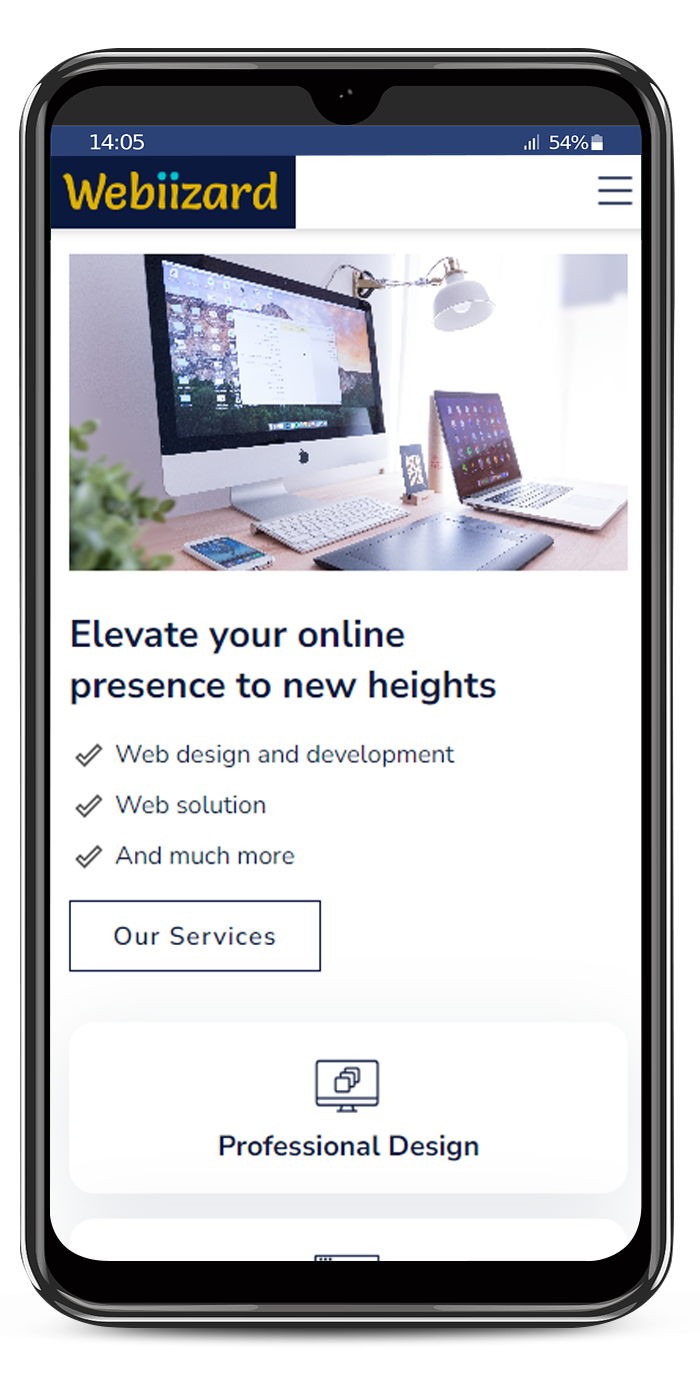 14:05
54%
Webiizard
Elevate your online
presence to new heights
Web design and development
Web solution
And much more
Our Services
Professional Design